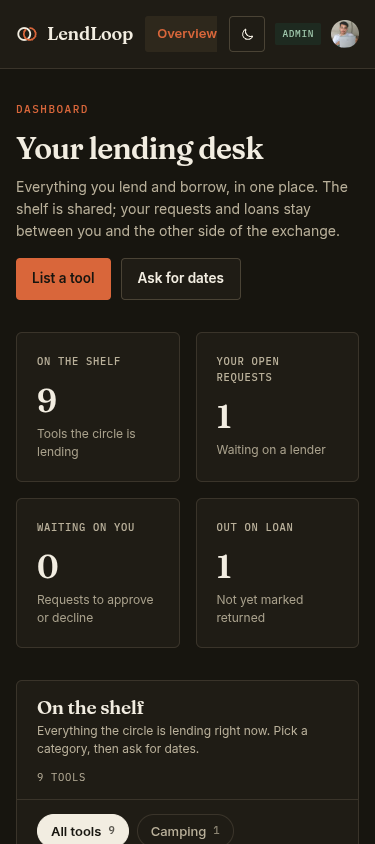 LendLoop
Overview
ADMIN
DASHBOARD
Your lending desk
Everything you lend and borrow, in one place. The
shelf is shared; your requests and loans stay
between you and the other side of the exchange.
List a tool
Ask for dates
ON THE SHELF
9
Tools the circle is
lending
YOUR OPEN
REQUESTS
1
Waiting on a lender
WAITING ON YOU
0
Requests to approve
or decline
OUT ON LOAN
1
Not yet marked
returned
On the shelf
Everything the circle is lending right now. Pick a
category, then ask for dates.
9 TOOLS
All tools 9
Camping 1